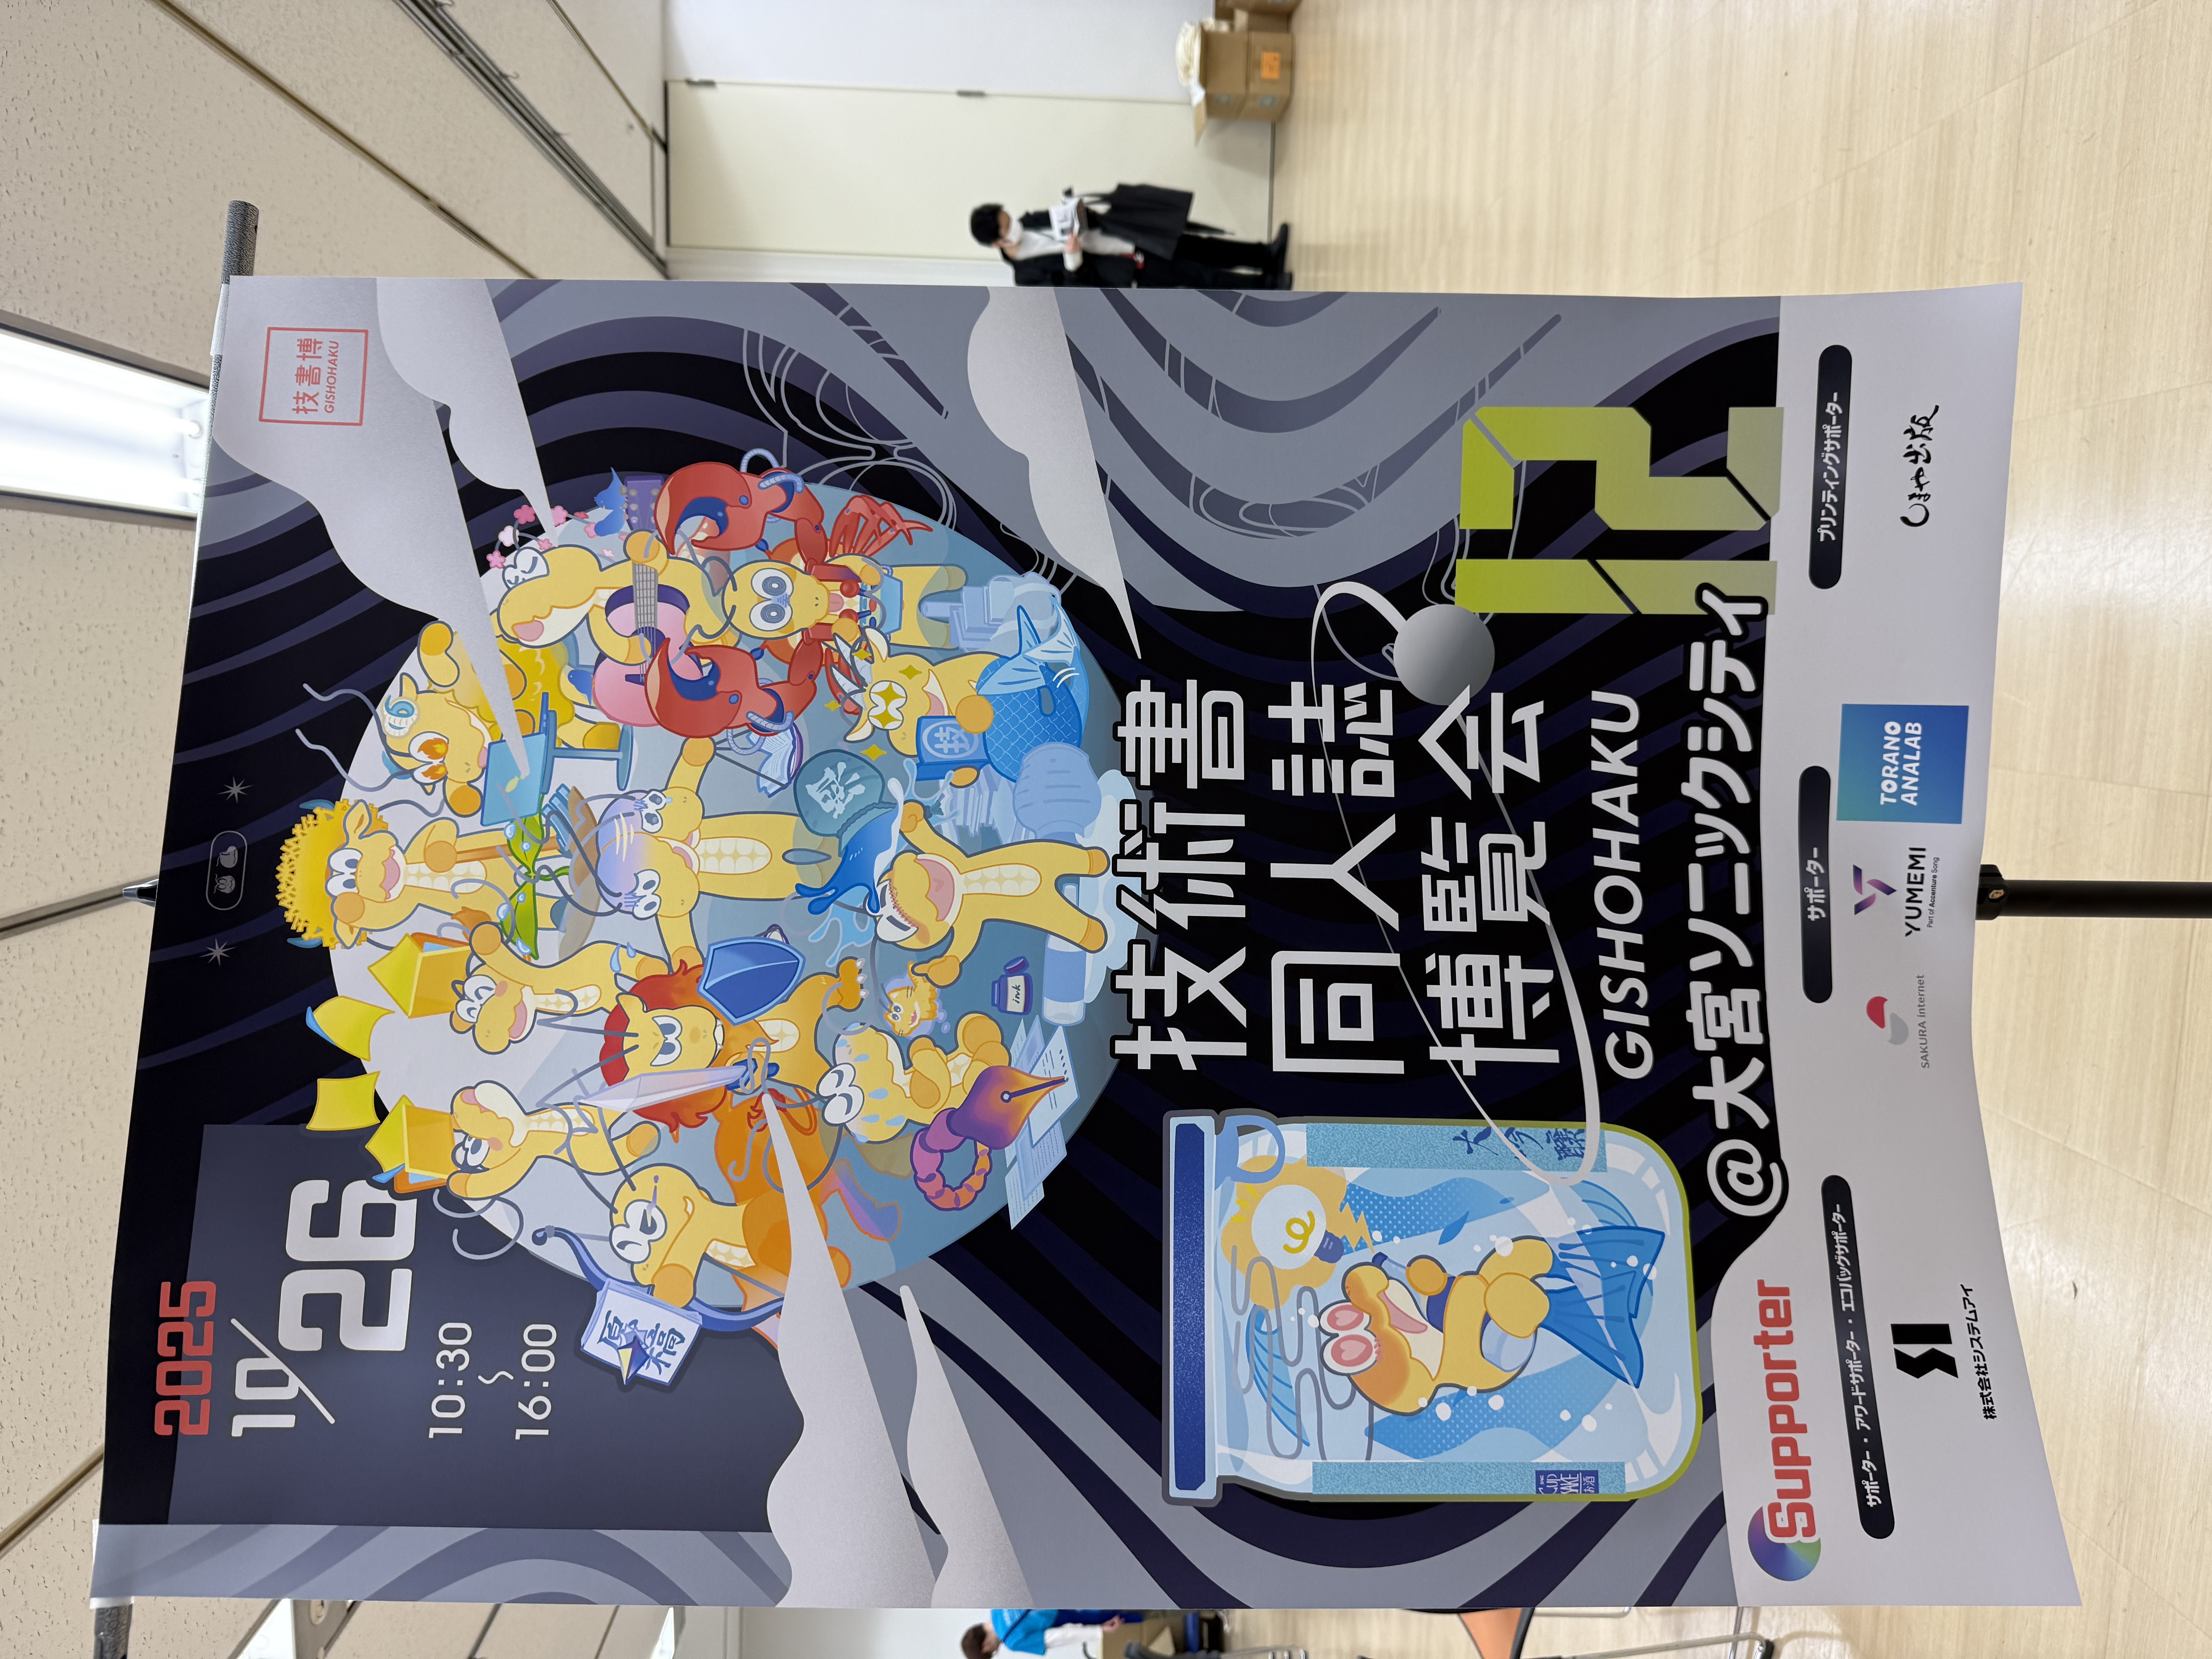 2025
10/26
10:30
〜
16:00
技書博
GISHOHAKU
原稿
技
ink
技術書
同人誌
博覧会
GISHOHAKU
12
@大宮ソニックシティ
大吟醸
CUP
SAKE
お酒
Supporter
サポーター・アワードサポーター・エコバッグサポーター
SI
株式会社システムアイ
サポーター
SAKURA internet
YUMEMI
Part of Accenture Song
TORANO
ANALAB
プリンティングサポーター
しまや出版